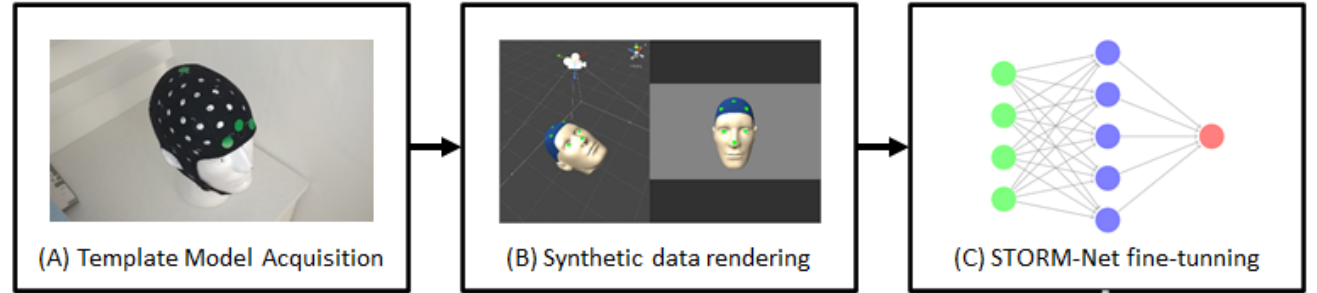 (A) Template Model Acquisition
(B) Synthetic data rendering
(C) STORM-Net fine-tunning